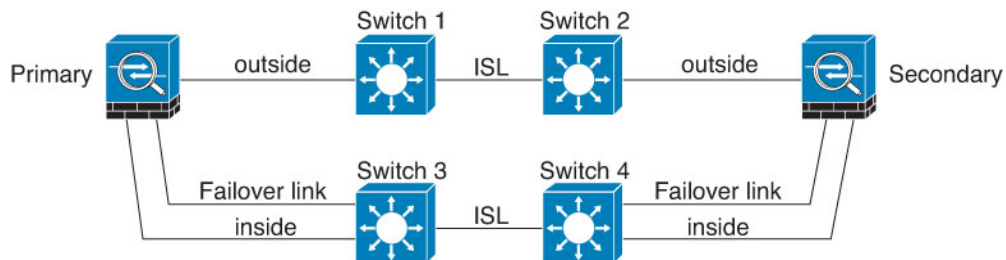 Switch 1
Switch 2
Primary
outside
ISL
outside
Secondary
Switch 3
Switch 4
Failover link
ISL
Failover link
inside
inside